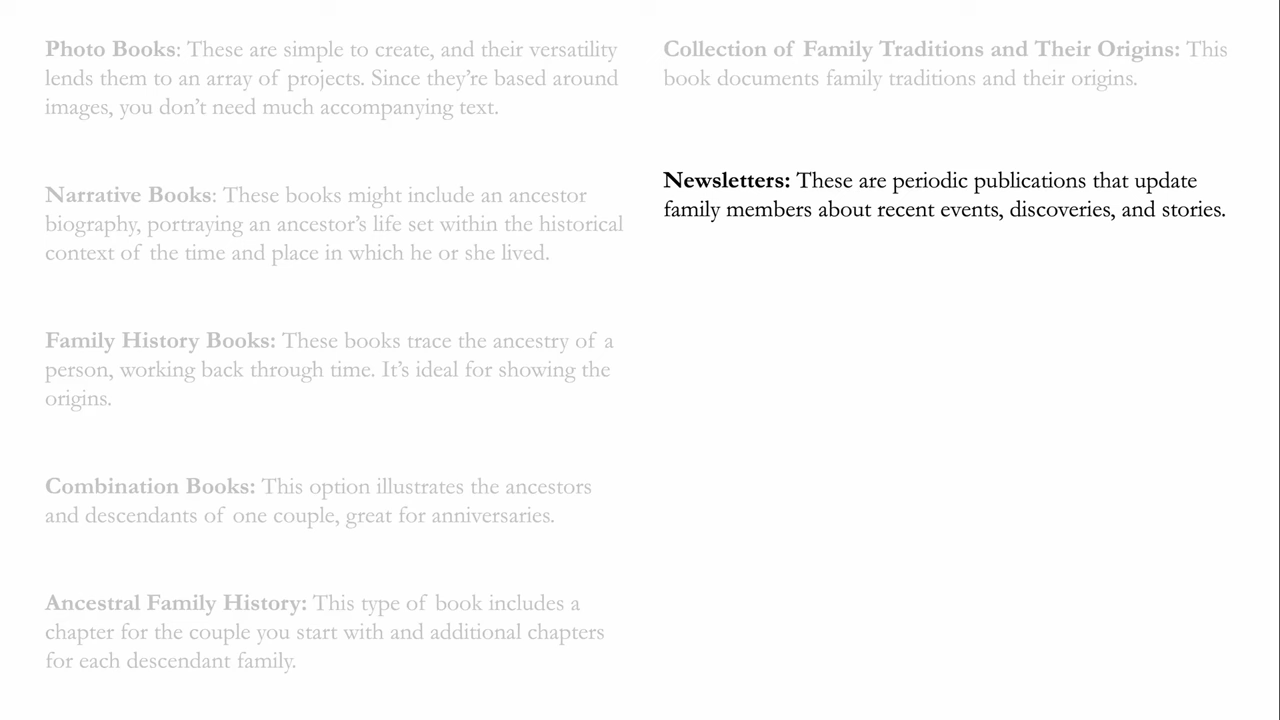 Photo Books: These are simple to create, and their versatility
lends them to an array of projects. Since they’re based around
images, you don’t need much accompanying text.
Narrative Books: These books might include an ancestor
biography, portraying an ancestor’s life set within the historical
context of the time and place in which he or she lived.
Family History Books: These books trace the ancestry of a
person, working back through time. It’s ideal for showing the
origins.
Combination Books: This option illustrates the ancestors
and descendants of one couple, great for anniversaries.
Ancestral Family History: This type of book includes a
chapter for the couple you start with and additional chapters
for each descendant family.
Collection of Family Traditions and Their Origins: This
book documents family traditions and their origins.
Newsletters: These are periodic publications that update
family members about recent events, discoveries, and stories.